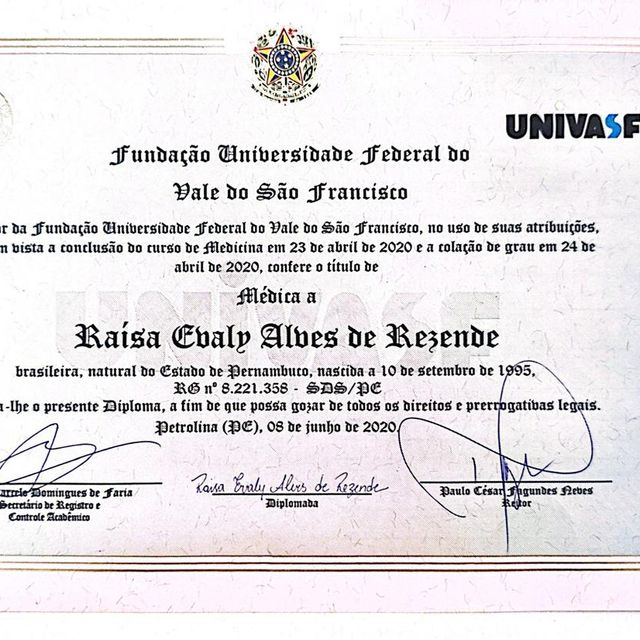 UNIVASF
Fundação Universidade Federal do
Vale do São Francisco
da Fundação Universidade Federal do Vale do São Francisco, no uso de suas atribuições,
vista a conclusão do curso de Medicina em 23 de abril de 2020 e a colação de grau em 24 de
abril de 2020, confere o título de
Médica a
Raísa Evaly Alves de Rezende
brasileira, natural do Estado de Pernambuco, nascida a 10 de setembro de 1995,
RG nº 8.221.358 - SDS/PE
-lhe o presente Diploma, a fim de que possa gozar de todos os direitos e prerrogativas legais.
Petrolina (PE), 08 de junho de 2020.
Raísa Evaly Alves de Rezende
Domingues de Faria
Secretário de Registro e
Controle Acadêmico
Diplomada
Paulo César Fagundes Neves
Reitor